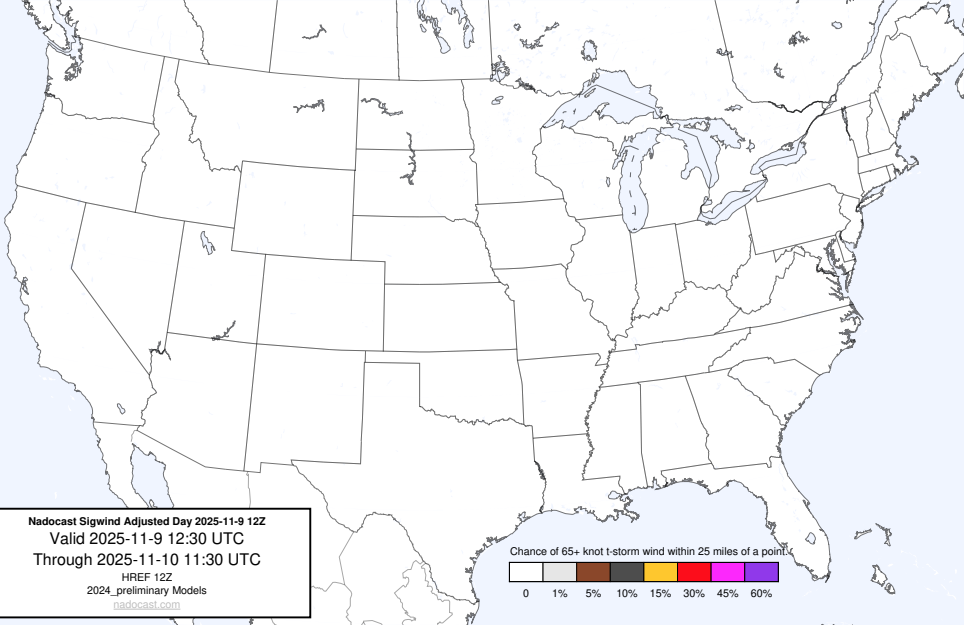 Nadocast Sigwind Adjusted Day 2025-11-9 12Z
Valid 2025-11-9 12:30 UTC
Through 2025-11-10 11:30 UTC
HREF 12Z
2024_preliminary Models
nadocast.com
Chance of 65+ knot t-storm wind within 25 miles of a point.
0 1% 5% 10% 15% 30% 45% 60%